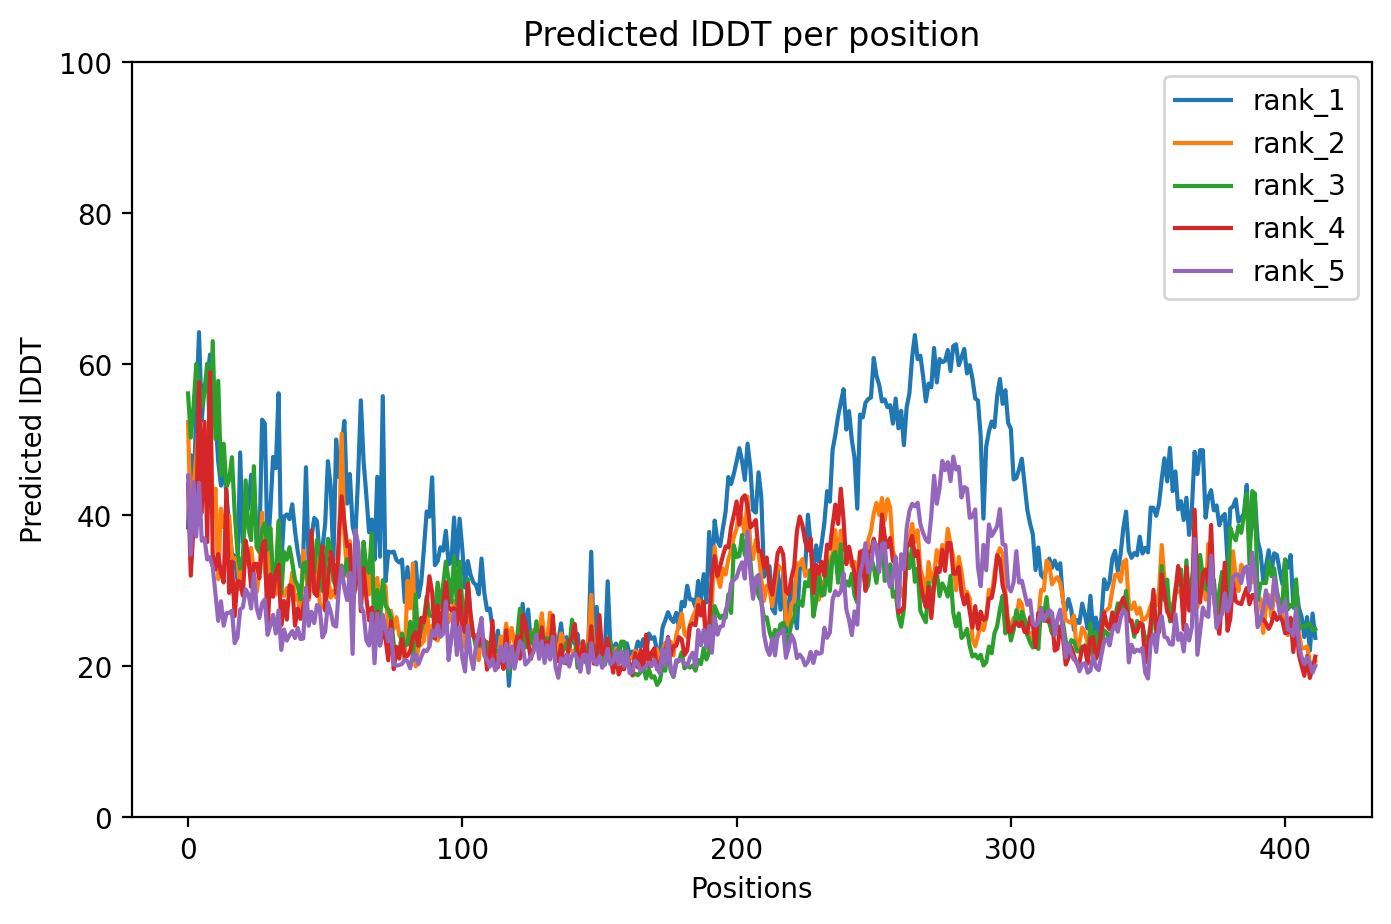 Predicted lDDT per position
100
80
60
40
20
0
Predicted lDDT
0 100 200 300 400
Positions
rank_1
rank_2
rank_3
rank_4
rank_5